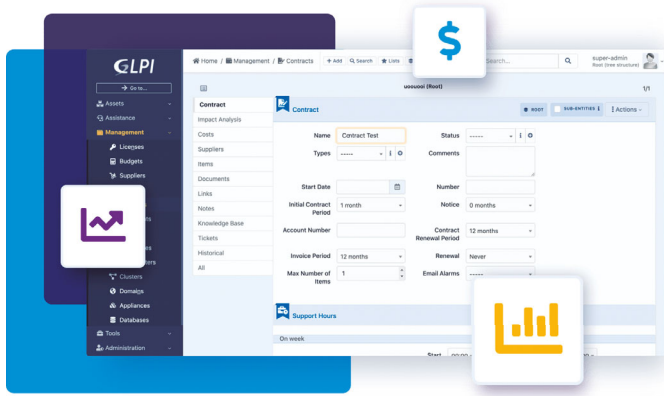 GLPI
Go to...
Assets
Assistance
Management
Licenses
Budgets
Suppliers
Clusters
Domains
Appliances
Databases
Tools
Administration
Home / Management / Contracts
Add
Search
Lists
Search...
super-admin
Root (tree structure)
(Root)
1/1
Contract
Impact Analysis
Costs
Suppliers
Items
Documents
Links
Notes
Knowledge Base
Tickets
Historical
All
Contract
ROOT
SUB-ENTITIES
Actions
Name Contract Test Status -----
Types ----- Comments
Start Date Number
Initial Contract Period 1 month Notice 0 months
Account Number Contract Renewal Period 12 months
Invoice Period 12 months Renewal Never
Max Number of Items 1 Email Alarms -----
Support Hours
On week
Start